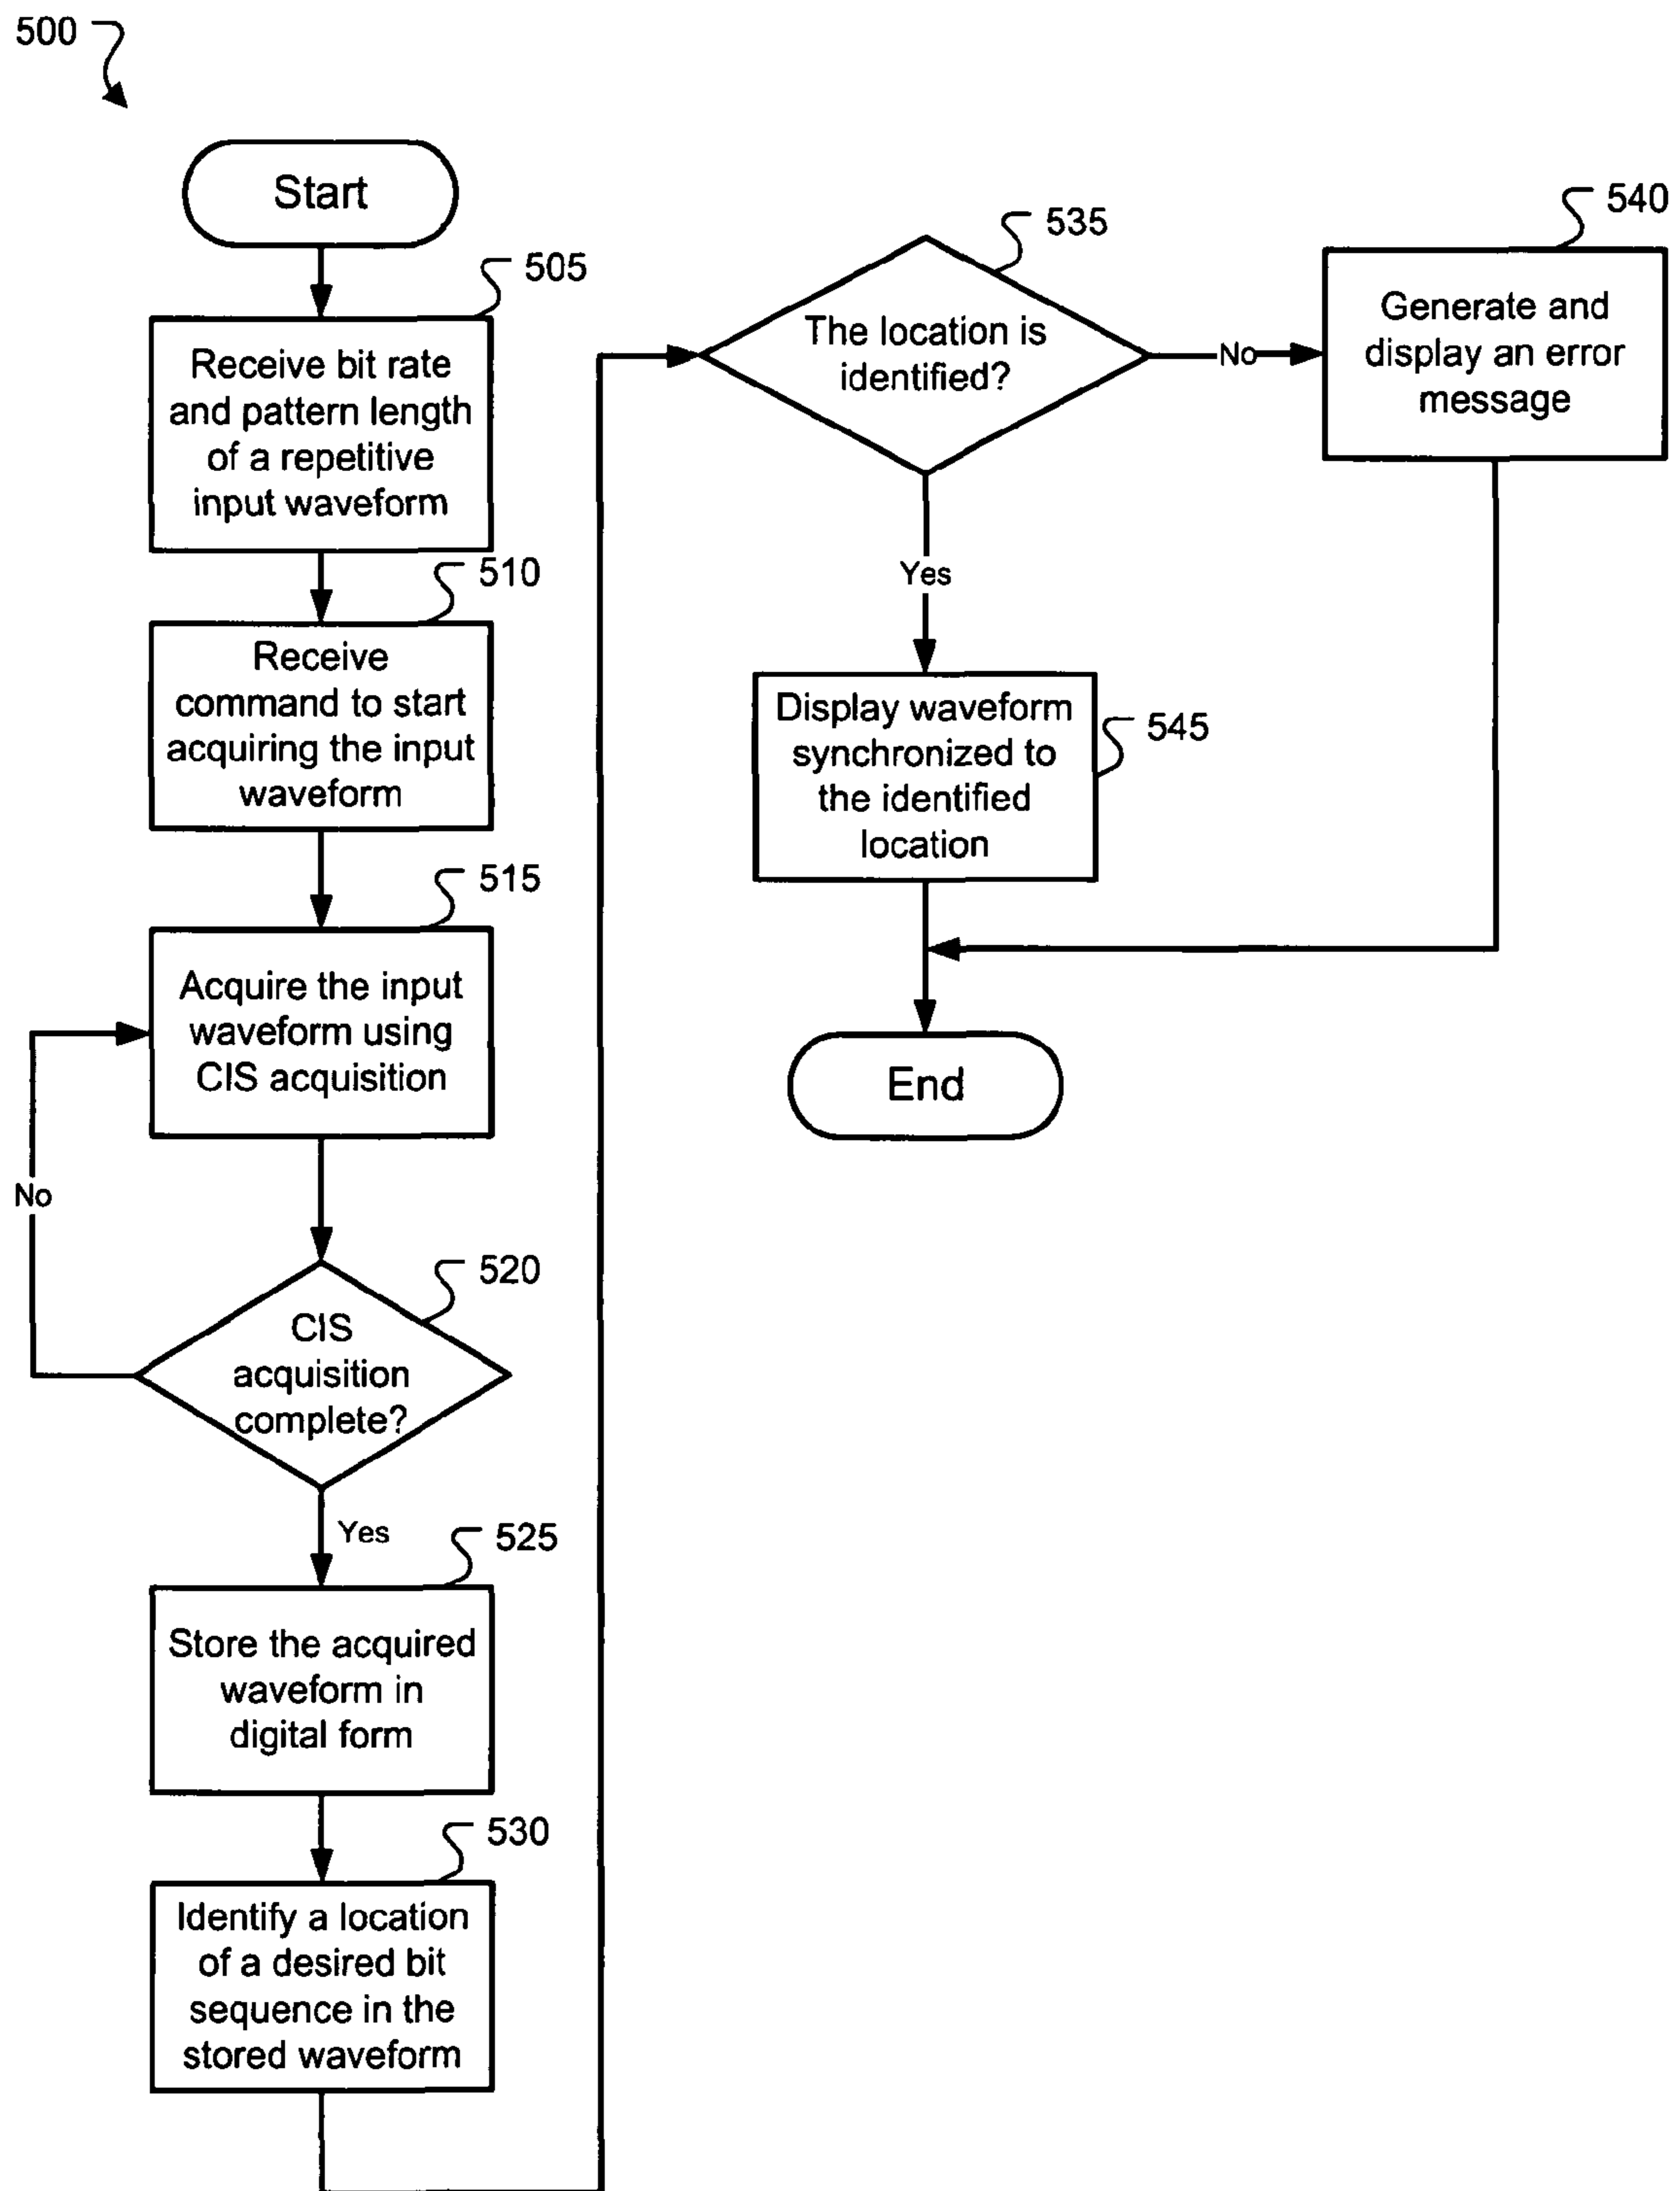 500
Start
505
Receive bit rate
and pattern length
of a repetitive
input waveform
510
Receive
command to start
acquiring the input
waveform
515
Acquire the input
waveform using
CIS acquisition
No
520
CIS
acquisition
complete?
Yes
525
Store the acquired
waveform in
digital form
530
Identify a location
of a desired bit
sequence in the
stored waveform
535
The location is
identified?
No
540
Generate and
display an error
message
Yes
Display waveform
synchronized to
the identified
location
545
End